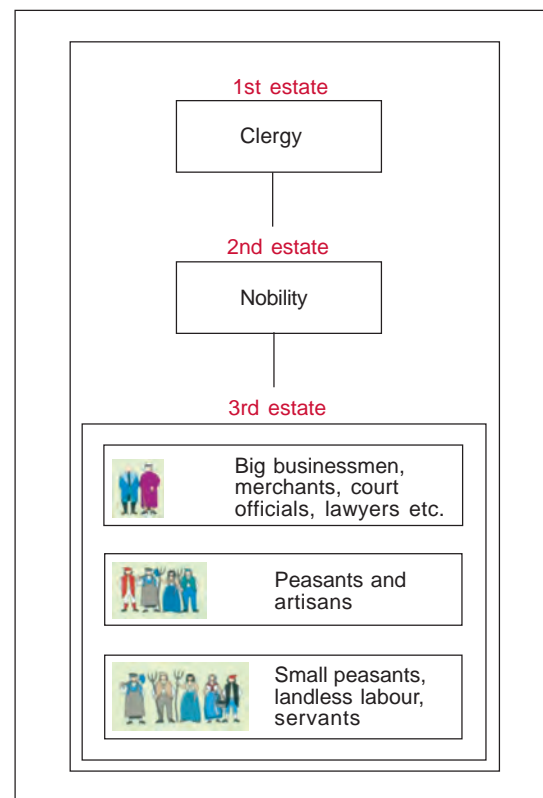 1st estate
Clergy
2nd estate
Nobility
3rd estate
Big businessmen,
merchants, court
officials, lawyers etc.
Peasants and
artisans
Small peasants,
landless labour,
servants